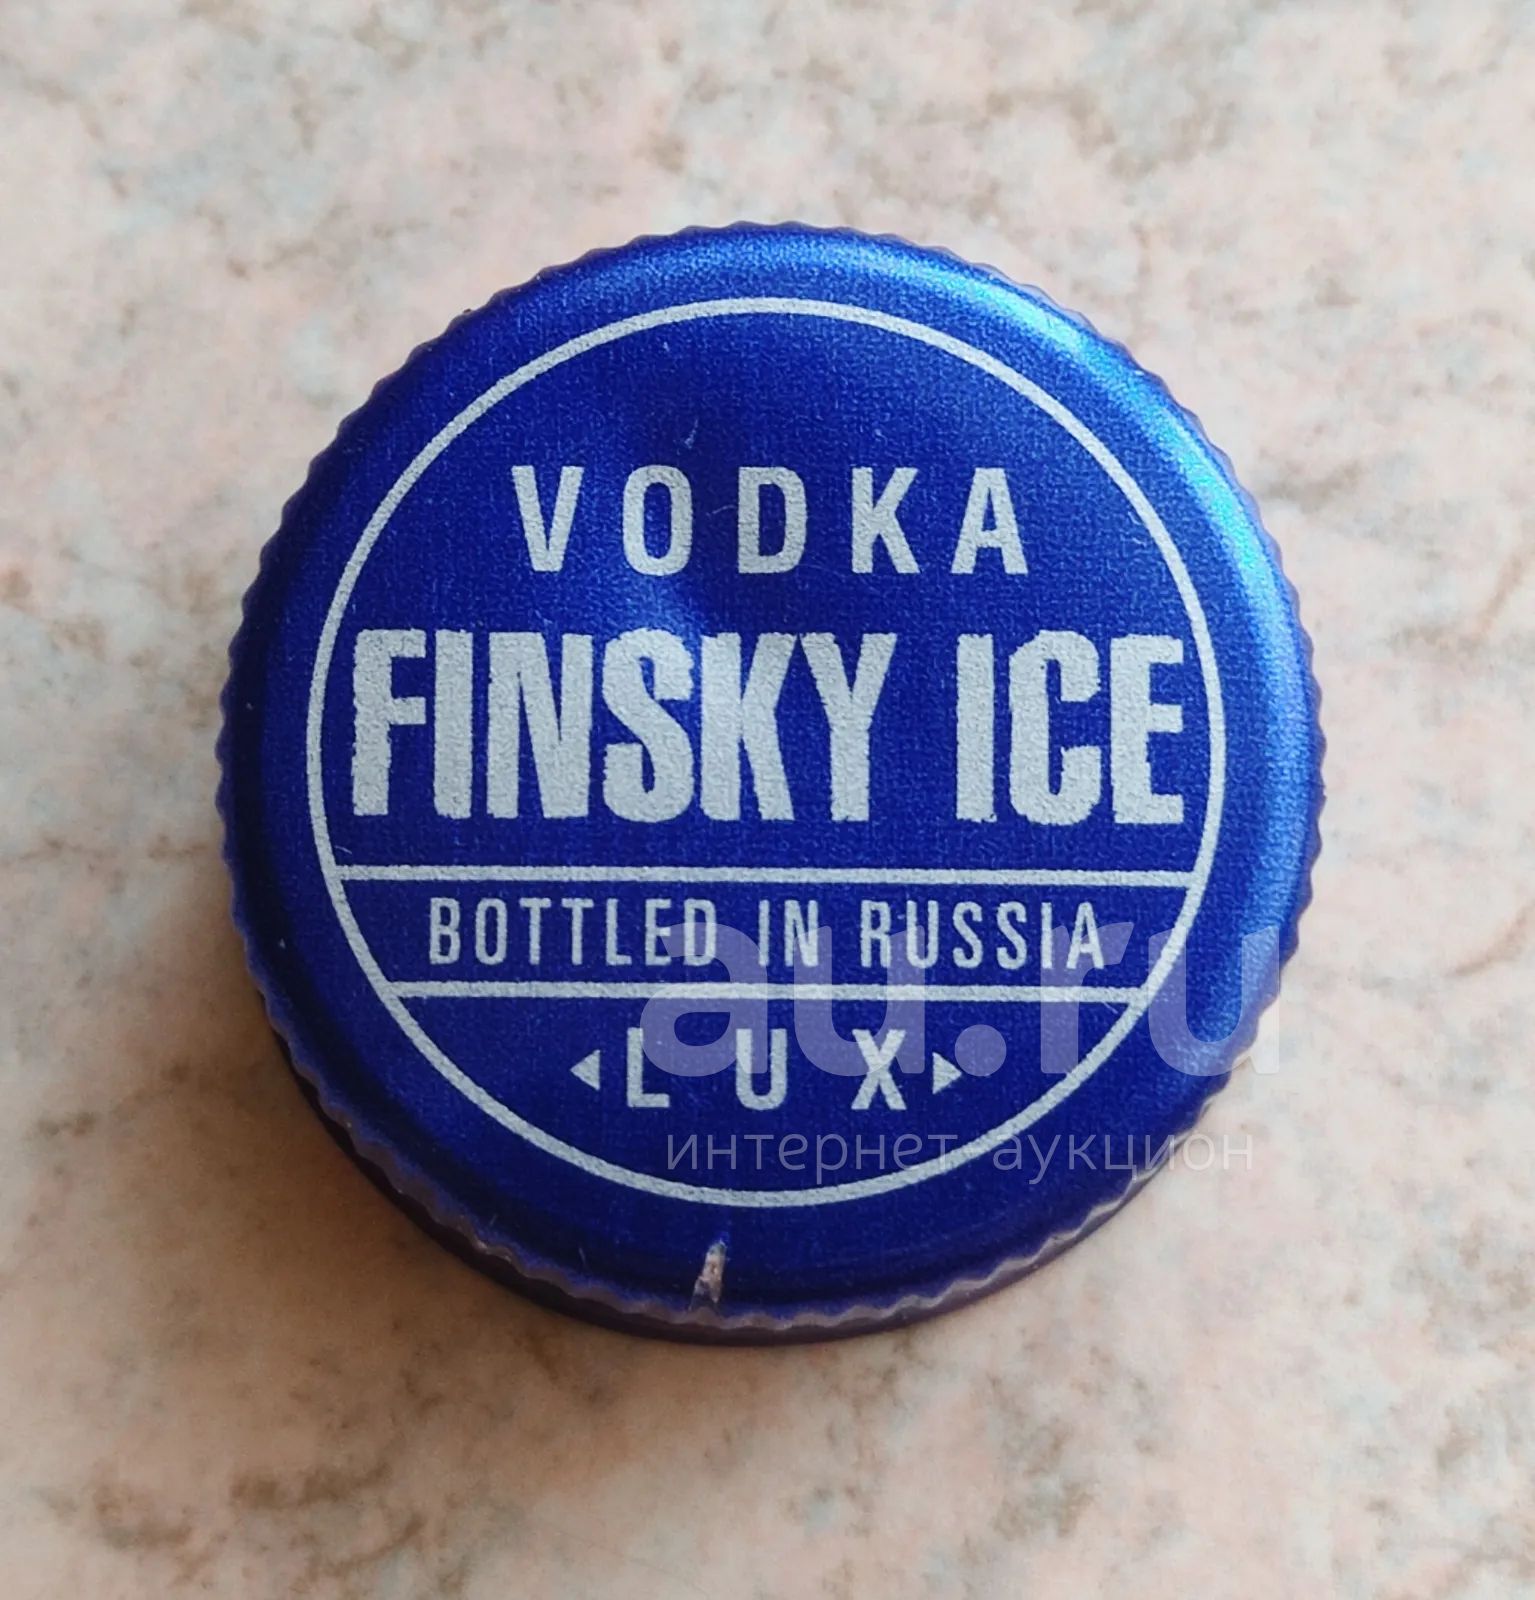 VODKA
FINSKY ICE
BOTTLED IN RUSSIA
LUX
au.ru
интернет-аукцион